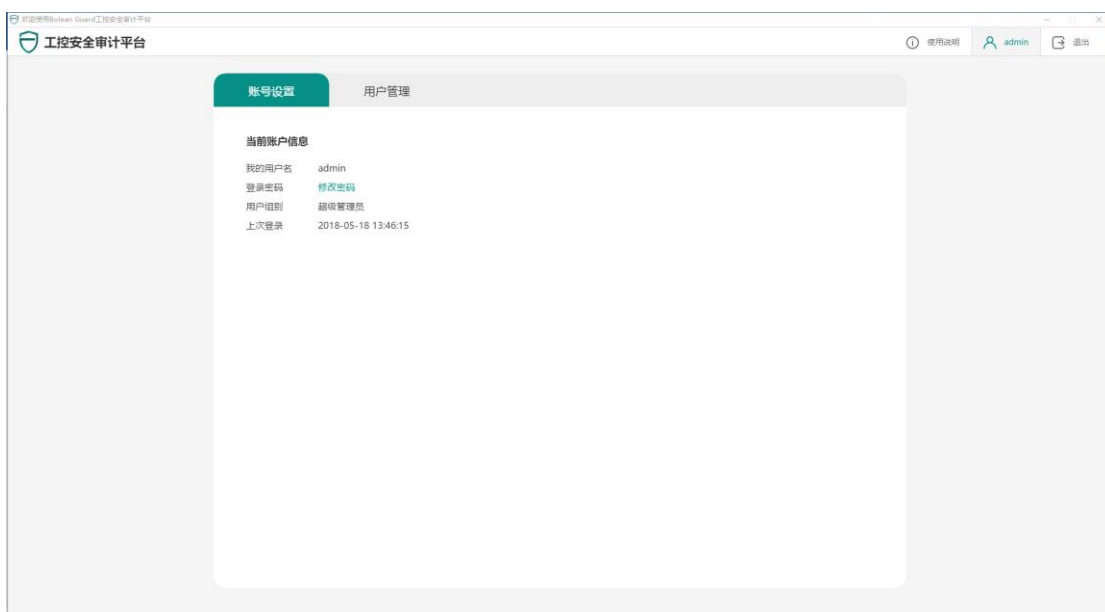 欢迎使用Bolean Guard工控安全审计平台
工控安全审计平台
使用说明
admin
退出
账号设置
用户管理
当前账户信息
我的用户名 admin
登录密码 修改密码
用户组别 超级管理员
上次登录 2018-05-18 13:46:15